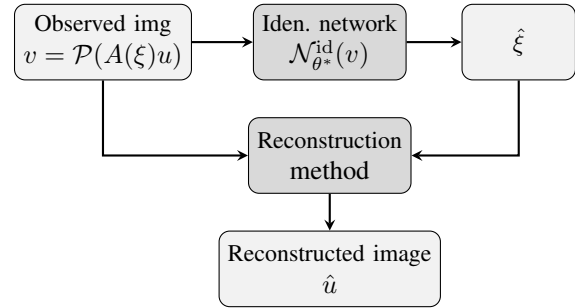 Observed img
v = 𝒫(A(ξ)u)
Iden. network
𝒩^id_θ*(v)
ξ̂
Reconstruction
method
Reconstructed image
û